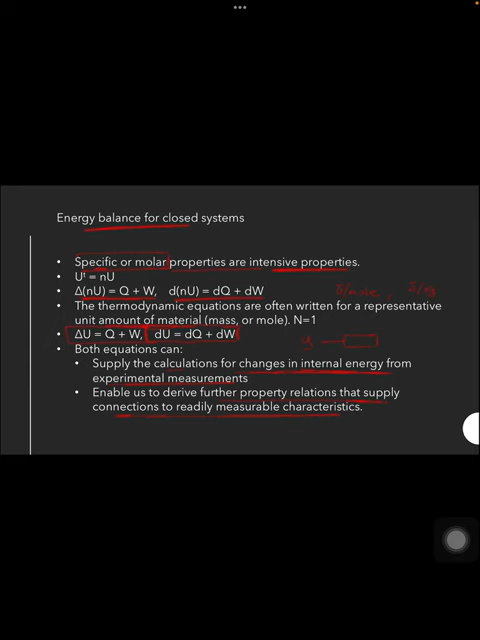 Energy balance for closed systems
• Specific or molar properties are intensive properties.
• Uᵗ = nU
• Δ(nU) = Q + W, d(nU) = dQ + dW
J/mole, J/kg
• The thermodynamic equations are often written for a representative
unit amount of material (mass, or mole). N=1
• ΔU = Q + W, dU = dQ + dW
• Both equations can:
• Supply the calculations for changes in internal energy from
experimental measurements
• Enable us to derive further property relations that supply
connections to readily measurable characteristics.